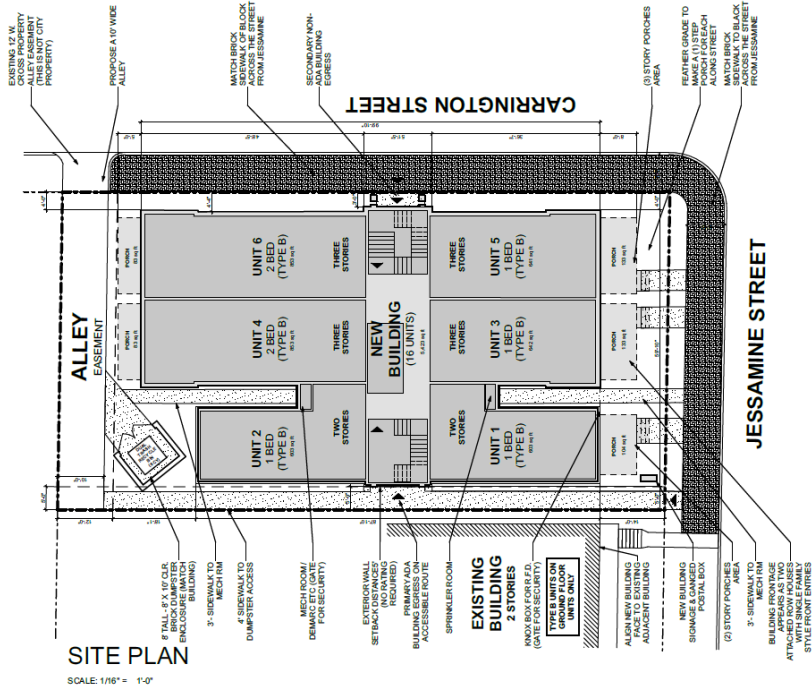 EXISTING 12' W.
CROSS PROPERTY
ALLEY EASEMENT
(THIS IS NOT CITY
PROPERTY)
PROPOSE A 10' WIDE
ALLEY
MATCH BRICK
SIDEWALK OF BLOCK
ACROSS THE STREET
FROM JESSAMINE
SECONDARY NON-
ADA BUILDING
EGRESS
(3) STORY PORCHES
AREA
FEATHER GRADE TO
MAKE A (1) STEP
PORCH FOR EACH
ALONG STREET
MATCH BRICK
SIDEWALK TO BLACK
ACROSS THE STREET
FROM JESSAMINE
CARRINGTON STREET
JESSAMINE STREET
ALLEY
EASEMENT
PORCH
PORCH
UNIT 6
2 BED
(TYPE B)
THREE
STORIES
UNIT 5
1 BED
(TYPE B)
THREE
STORIES
PORCH
UNIT 4
2 BED
(TYPE B)
THREE
STORIES
NEW
BUILDING
(16 UNITS)
UNIT 3
1 BED
(TYPE B)
THREE
STORIES
PORCH
UNIT 2
1 BED
(TYPE B)
TWO
STORIES
UNIT 1
1 BED
(TYPE B)
TWO
STORIES
PORCH
8' TALL - 8' X 10' CLR.
BRICK DUMPSTER
ENCLOSURE (MATCH
BUILDING)
3'- SIDEWALK TO
MECH RM
4' SIDEWALK TO
DUMPSTER ACCESS
MECH ROOM/
DEMARC ETC (GATE
FOR SECURITY)
EXTERIOR WALL
SETBACK DISTANCES'
(NO RATING
REQUIRED)
PRIMARY ADA
BUILDING EGRESS ON
ACCESSIBLE ROUTE
SPRINKLER ROOM
EXISTING
BUILDING
2 STORIES
KNOX BOX FOR R.F.D.
(GATE FOR SECURITY)
TYPE B UNITS ON
GROUND FLOOR
UNITS ONLY
ALIGN NEW BUILDING
FACE TO EXISTING
ADJACENT BUILDING
NEW BUILDING
SIGNAGE & GANGED
POSTAL BOX
(2) STORY PORCHES
AREA
3'- SIDEWALK TO
MECH RM
BUILDING FRONTAGE
APPEARS AS TWO
ATTACHED ROW HOUSES
WITH SINGLE FAMILY
STYLE FRONT ENTRIES
SITE PLAN
SCALE: 1/16" = 1'-0"